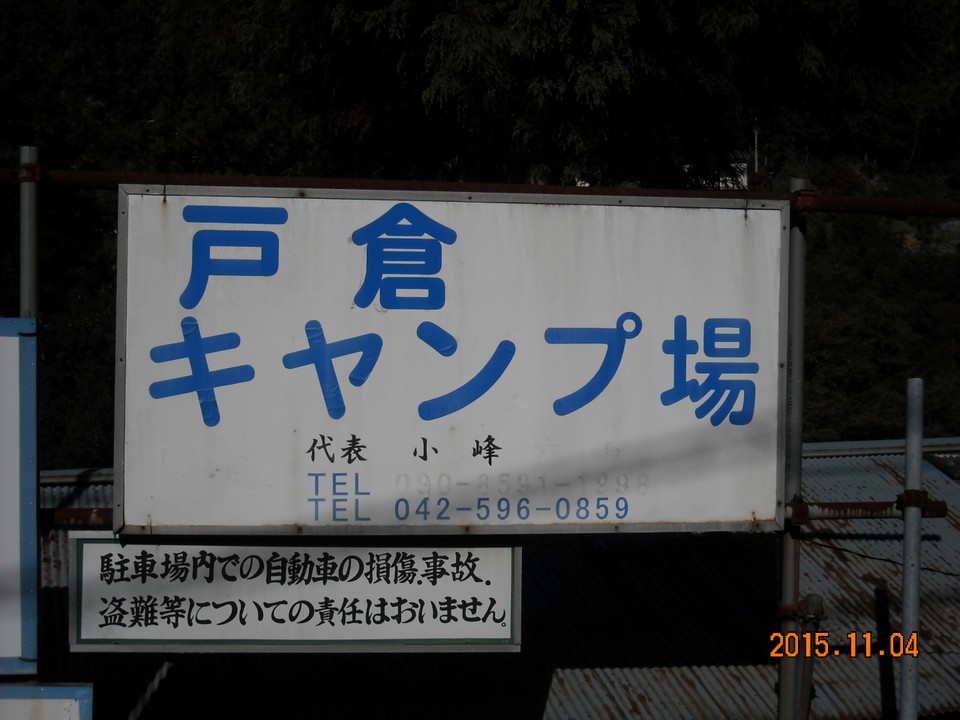 戸倉
キャンプ場
代表 小峰
TEL
TEL 042-596-0859
駐車場内での自動車の損傷.事故.
盗難等についての責任はおいません。
2015.11.04